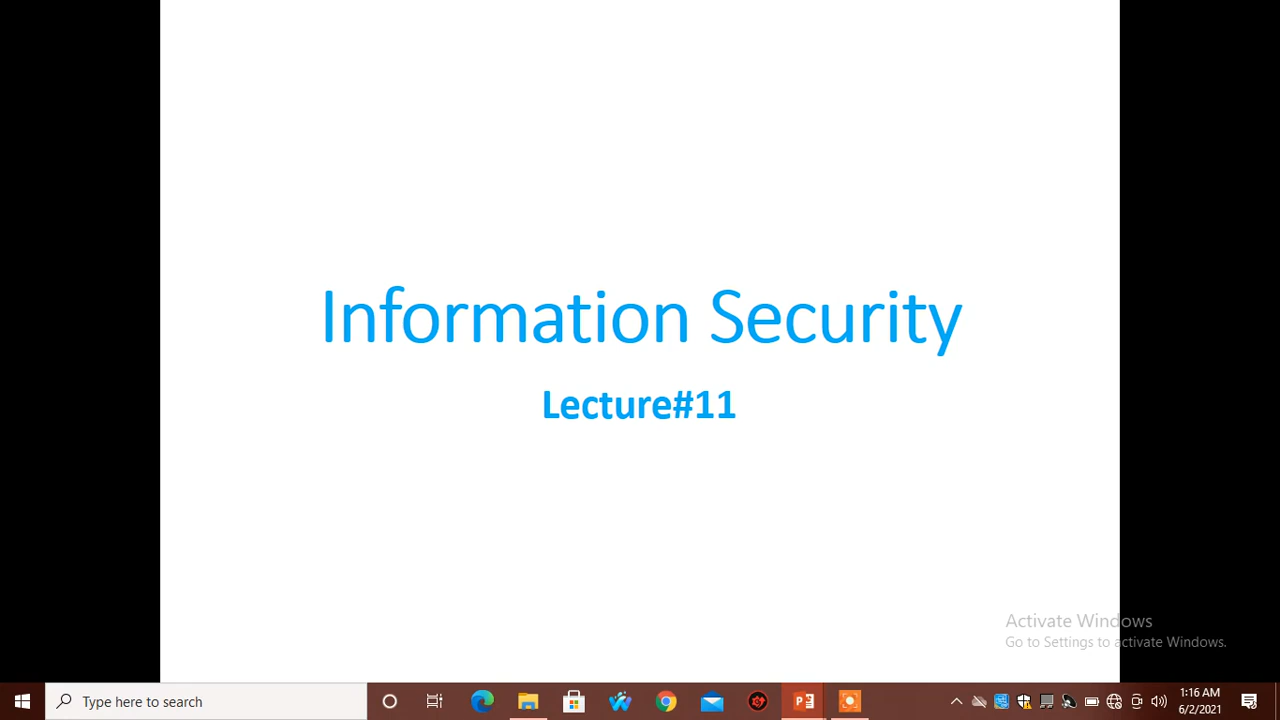 Information Security
Lecture#11
Activate Windows
Go to Settings to activate Windows.
Type here to search
1:16 AM
6/2/2021